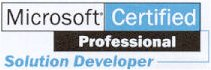 Microsoft® Certified
Professional
Solution Developer